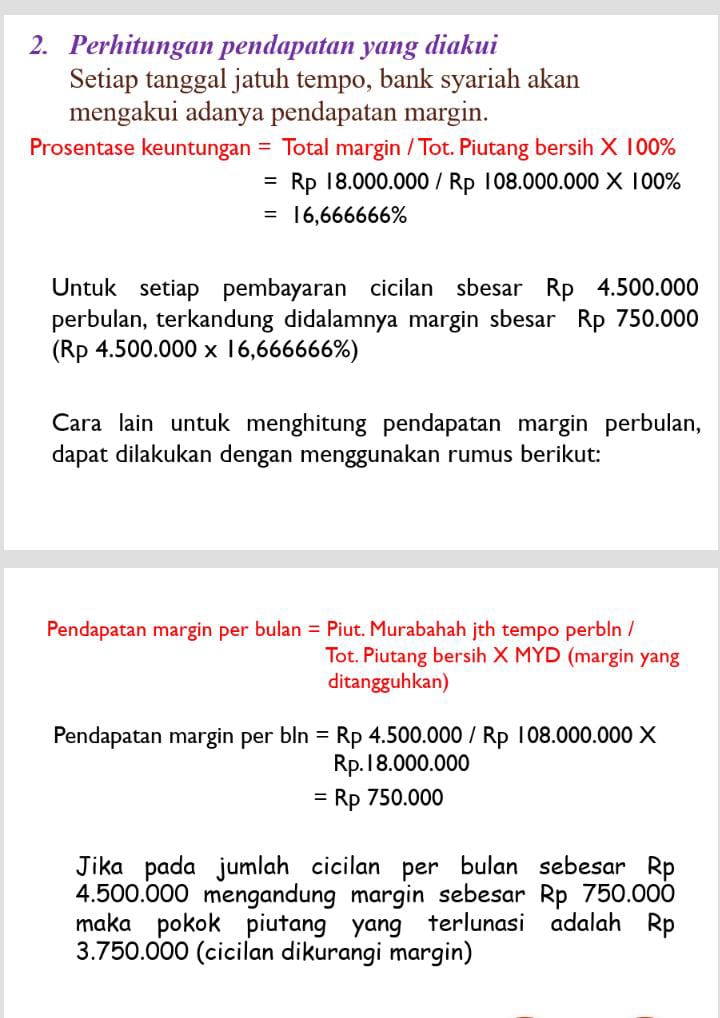 2. Perhitungan pendapatan yang diakui
Setiap tanggal jatuh tempo, bank syariah akan
mengakui adanya pendapatan margin.
Prosentase keuntungan = Total margin / Tot. Piutang bersih X 100%
= Rp 18.000.000 / Rp 108.000.000 X 100%
= 16,666666%
Untuk setiap pembayaran cicilan sbesar Rp 4.500.000
perbulan, terkandung didalamnya margin sbesar Rp 750.000
(Rp 4.500.000 x 16,666666%)
Cara lain untuk menghitung pendapatan margin perbulan,
dapat dilakukan dengan menggunakan rumus berikut:
Pendapatan margin per bulan = Piut. Murabahah jth tempo perbln /
Tot. Piutang bersih X MYD (margin yang
ditangguhkan)
Pendapatan margin per bln = Rp 4.500.000 / Rp 108.000.000 X
Rp.18.000.000
= Rp 750.000
Jika pada jumlah cicilan per bulan sebesar Rp
4.500.000 mengandung margin sebesar Rp 750.000
maka pokok piutang yang terlunasi adalah Rp
3.750.000 (cicilan dikurangi margin)